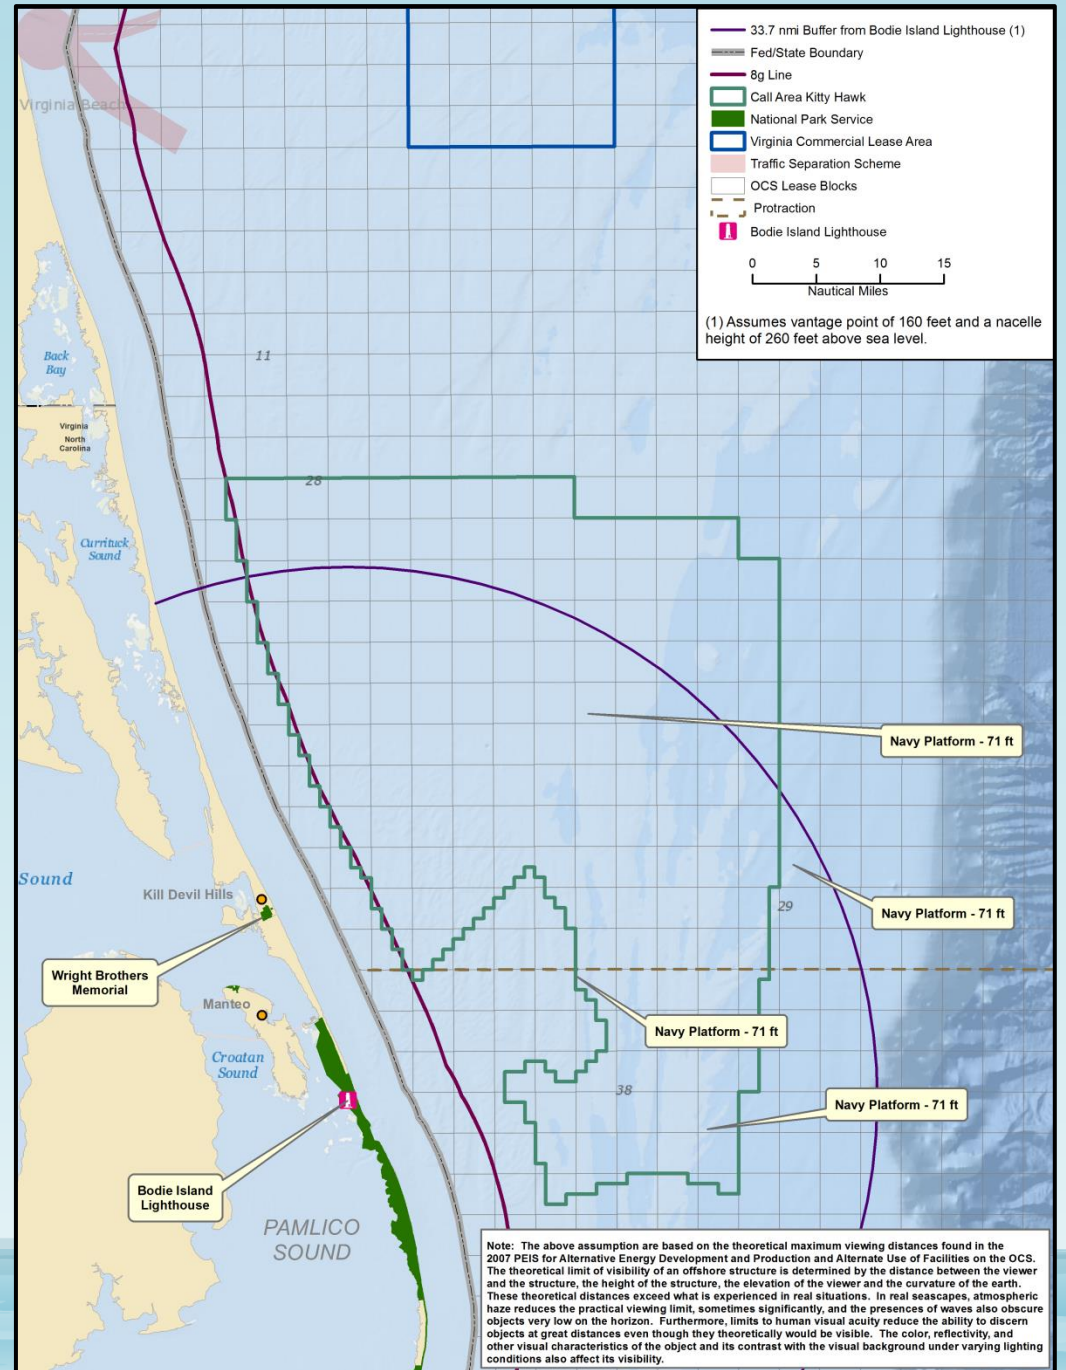 33.7 nmi Buffer from Bodie Island Lighthouse (1)
Fed/State Boundary
8g Line
Call Area Kitty Hawk
National Park Service
Virginia Commercial Lease Area
Traffic Separation Scheme
OCS Lease Blocks
Protraction
Bodie Island Lighthouse
0 5 10 15
Nautical Miles
(1) Assumes vantage point of 160 feet and a nacelle
height of 260 feet above sea level.
Virginia Beach
Back
Bay
11
Virginia
North
Carolina
28
Currituck
Sound
Navy Platform - 71 ft
Sound
Kill Devil Hills
29
Navy Platform - 71 ft
Wright Brothers
Memorial
Manteo
Navy Platform - 71 ft
Croatan
Sound
38
Navy Platform - 71 ft
Bodie Island
Lighthouse
PAMLICO
SOUND
Note: The above assumption are based on the theoretical maximum viewing distances found in the
2007 PEIS for Alternative Energy Development and Production and Alternate Use of Facilities on the OCS.
The theoretical limit of visibility of an offshore structure is determined by the distance between the viewer
and the structure, the height of the structure, the elevation of the viewer and the curvature of the earth.
These theoretical distances exceed what is experienced in real situations. In real seascapes, atmospheric
haze reduces the practical viewing limit, sometimes significantly, and the presences of waves also obscure
objects very low on the horizon. Furthermore, limits to human visual acuity reduce the ability to discern
objects at great distances even though they theoretically would be visible. The color, reflectivity, and
other visual characteristics of the object and its contrast with the visual background under varying lighting
conditions also affect its visibility.